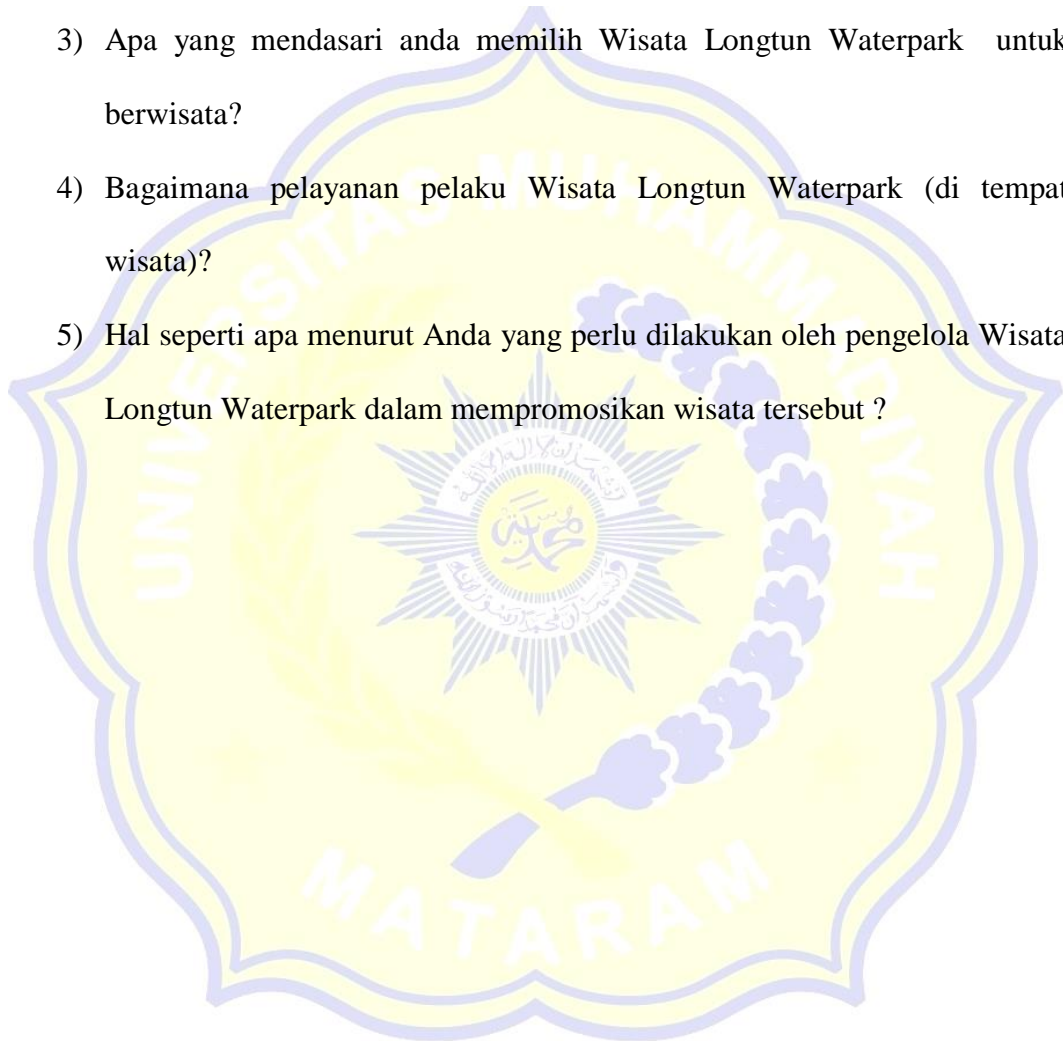 3) Apa yang mendasari anda memilih Wisata Longtun Waterpark untuk
berwisata?
4) Bagaimana pelayanan pelaku Wisata Longtun Waterpark (di tempat
wisata)?
5) Hal seperti apa menurut Anda yang perlu dilakukan oleh pengelola Wisata
Longtun Waterpark dalam mempromosikan wisata tersebut ?
UNIVERSITAS MUHAMMADIYAH
MATARAM